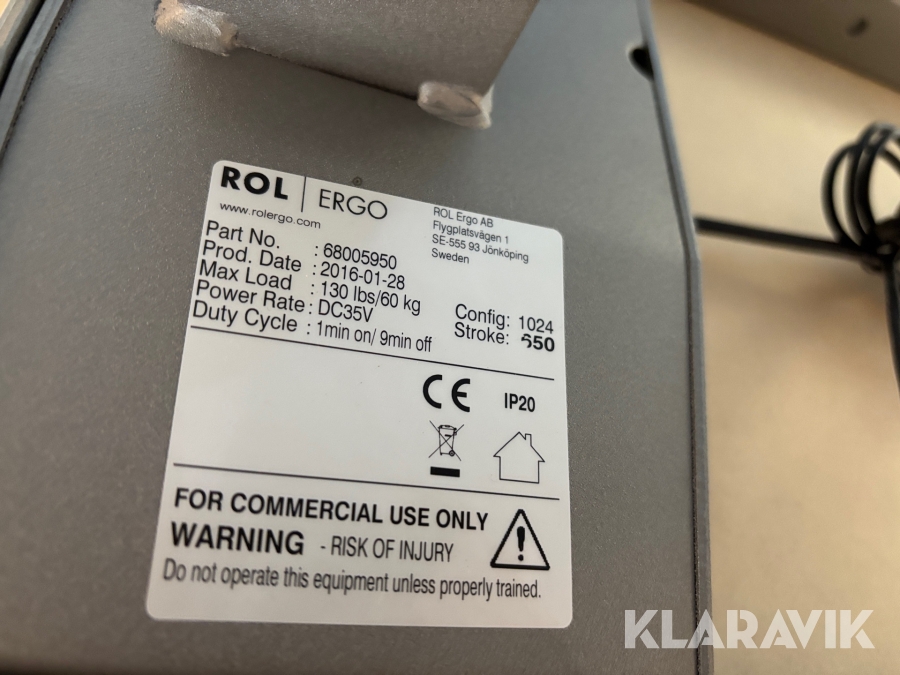 ROL | ERGO®
www.rolergo.com
ROL Ergo AB
Flygplatsvägen 1
SE-555 93 Jönköping
Sweden
Part No. : 68005950
Prod. Date : 2016-01-28
Max Load : 130 lbs/60 kg
Power Rate : DC35V
Duty Cycle : 1min on/ 9min off
Config: 1024
Stroke: 650
CE IP20
FOR COMMERCIAL USE ONLY
WARNING - RISK OF INJURY
Do not operate this equipment unless properly trained.
KLARAVIK